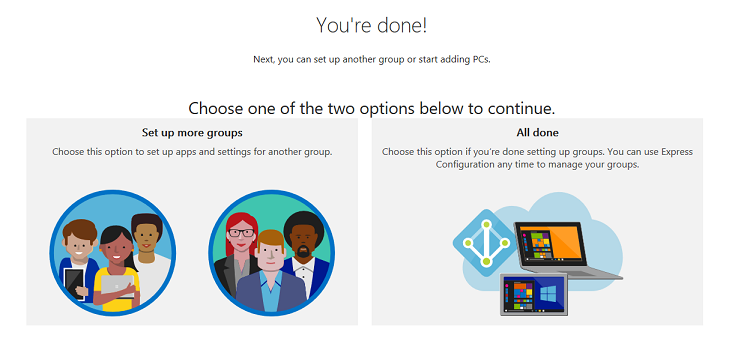 You're done!
Next, you can set up another group or start adding PCs.
Choose one of the two options below to continue.
Set up more groups
Choose this option to set up apps and settings for another group.
All done
Choose this option if you're done setting up groups. You can use Express
Configuration any time to manage your groups.